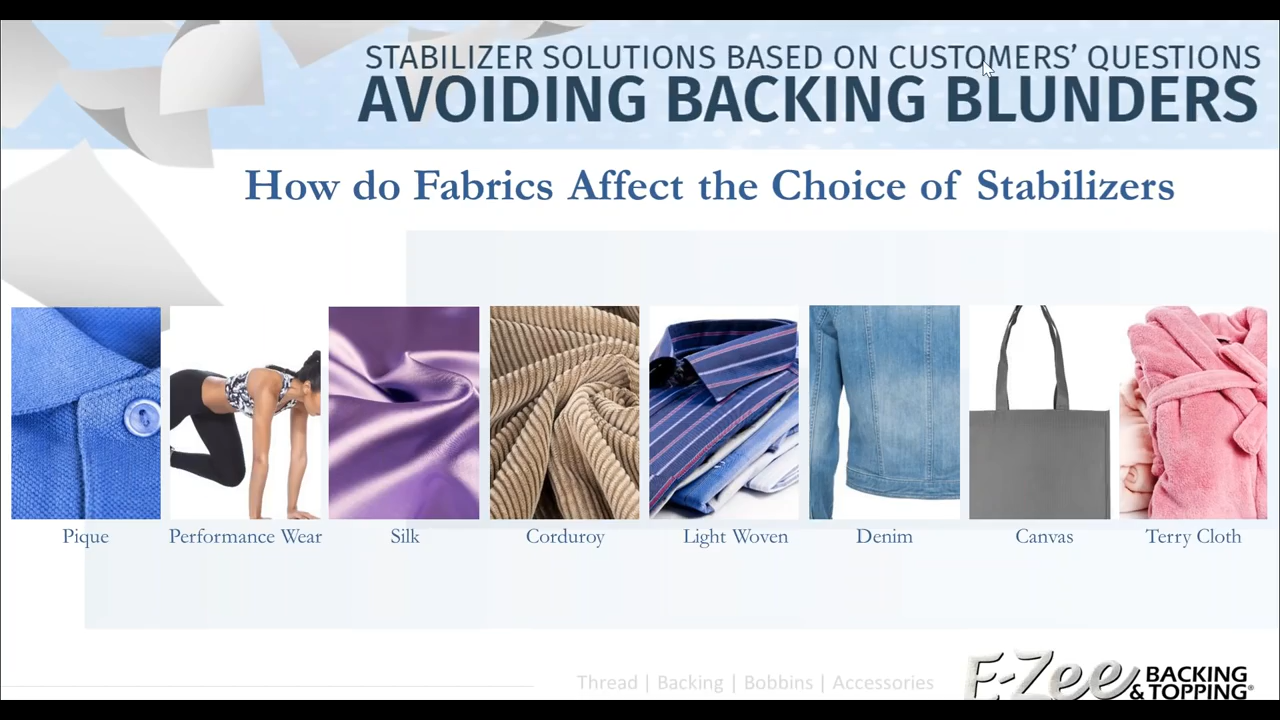 STABILIZER SOLUTIONS BASED ON CUSTOMERS' QUESTIONS
AVOIDING BACKING BLUNDERS
How do Fabrics Affect the Choice of Stabilizers
Pique
Performance Wear
Silk
Corduroy
Light Woven
Denim
Canvas
Terry Cloth
Thread | Backing | Bobbins | Accessories
E-Zee BACKING
& TOPPING®